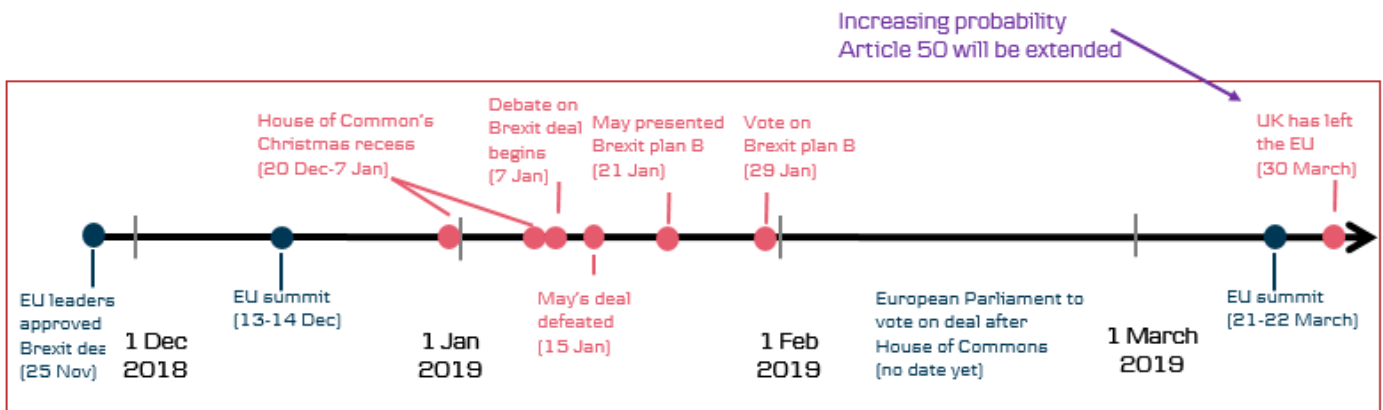 Increasing probability
Article 50 will be extended
House of Common's
Christmas recess
(20 Dec-7 Jan)
Debate on
Brexit deal
begins
(7 Jan)
May presented
Brexit plan B
(21 Jan)
Vote on
Brexit plan B
(29 Jan)
UK has left
the EU
(30 March)
EU leaders
approved
Brexit dea
(25 Nov)
1 Dec
2018
EU summit
(13-14 Dec)
1 Jan
2019
May's deal
defeated
(15 Jan)
1 Feb
2019
European Parliament to
vote on deal after
House of Commons
(no date yet)
1 March
2019
EU summit
(21-22 March)